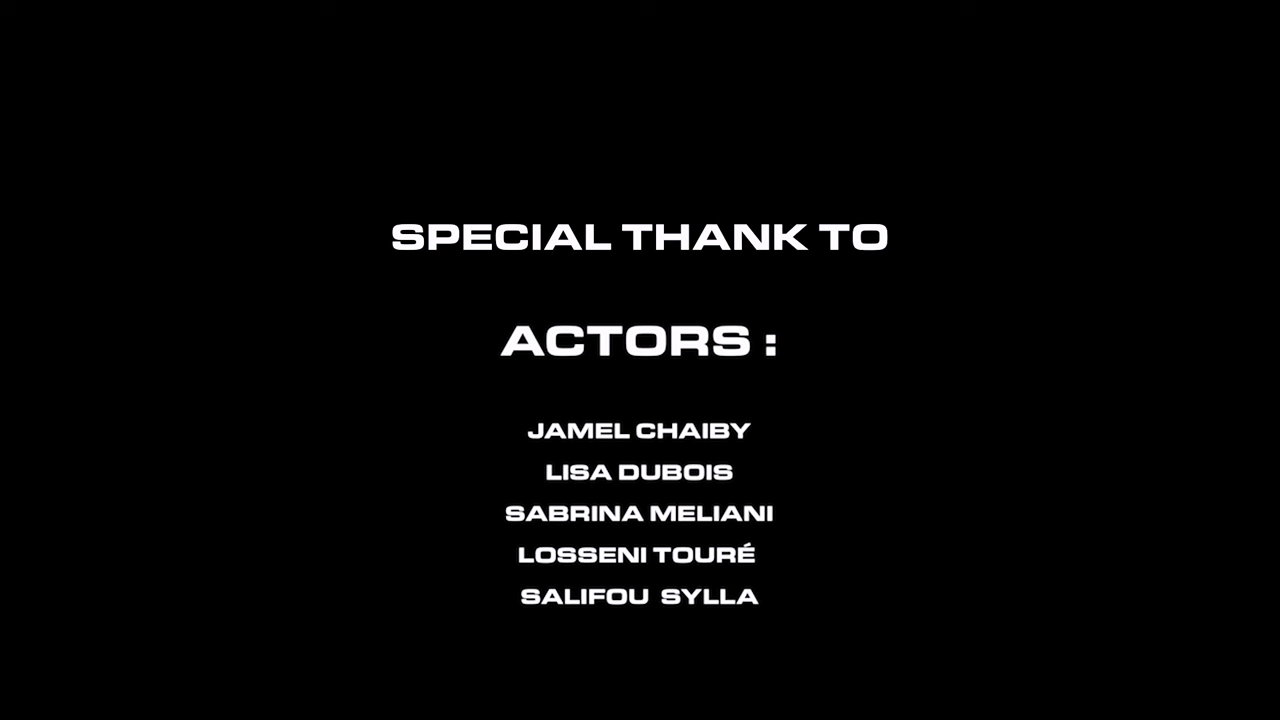 SPECIAL THANK TO
ACTORS :
JAMEL CHAIBY
LISA DUBOIS
SABRINA MELIANI
LOSSENI TOURÉ
SALIFOU SYLLA